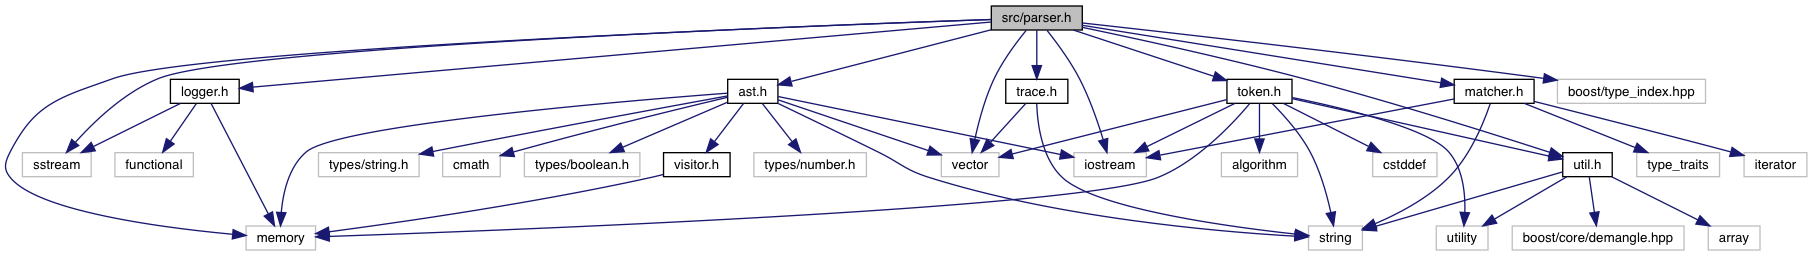 src/parser.h
logger.h
ast.h
trace.h
token.h
matcher.h
boost/type_index.hpp
sstream
functional
types/string.h
cmath
types/boolean.h
visitor.h
types/number.h
vector
iostream
algorithm
cstddef
util.h
type_traits
iterator
memory
string
utility
boost/core/demangle.hpp
array